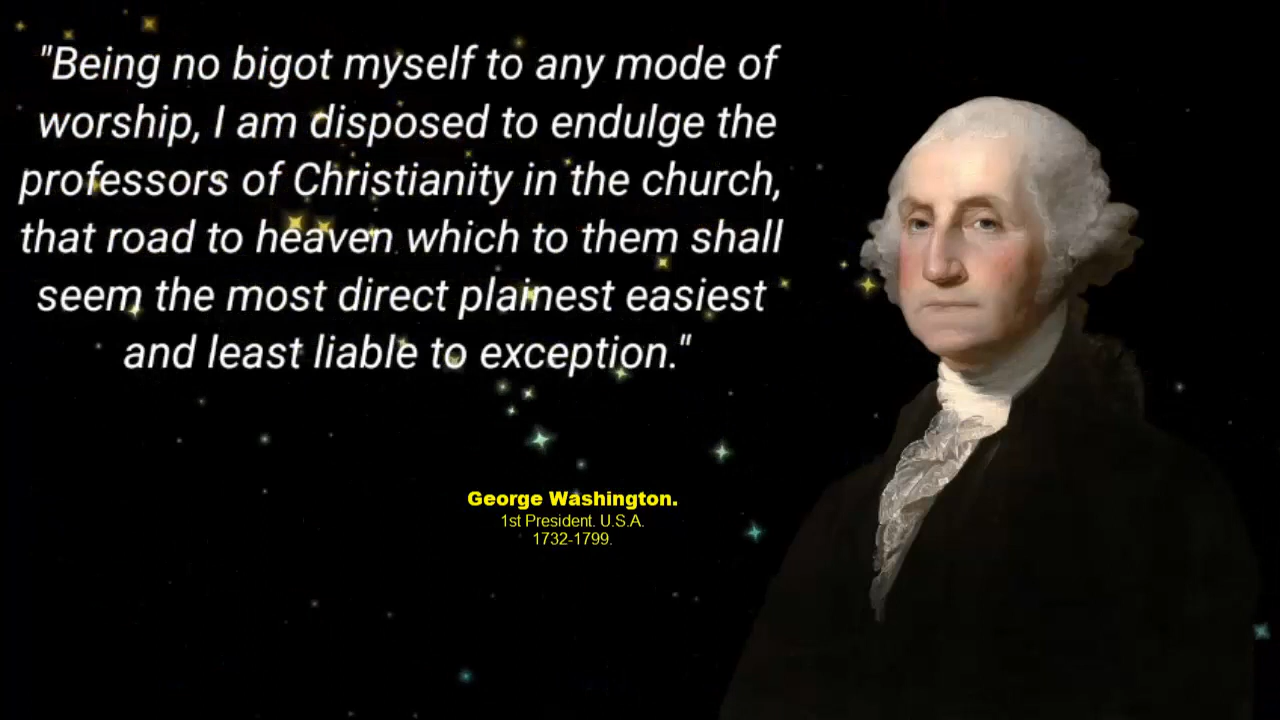 "Being no bigot myself to any mode of
worship, I am disposed to endulge the
professors of Christianity in the church,
that road to heaven which to them shall
seem the most direct plainest easiest
and least liable to exception."
George Washington.
1st President. U.S.A.
1732-1799.